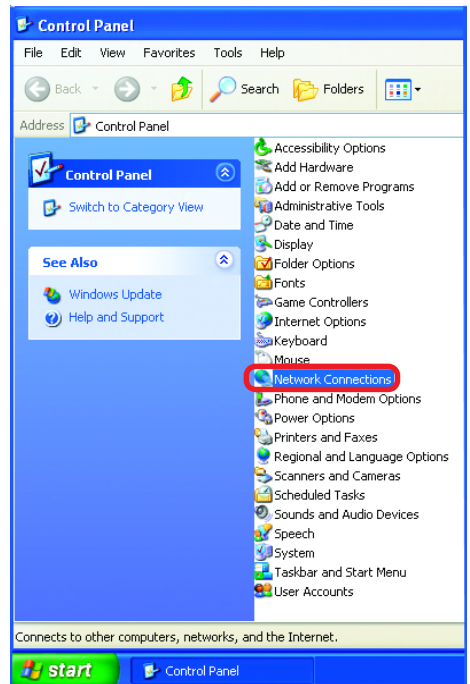 Control Panel
File Edit View Favorites Tools Help
Back Search Folders
Address Control Panel
Control Panel
Switch to Category View
See Also
Windows Update
Help and Support
Accessibility Options
Add Hardware
Add or Remove Programs
Administrative Tools
Date and Time
Display
Folder Options
Fonts
Game Controllers
Internet Options
Keyboard
Mouse
Network Connections
Phone and Modem Options
Power Options
Printers and Faxes
Regional and Language Options
Scanners and Cameras
Scheduled Tasks
Sounds and Audio Devices
Speech
System
Taskbar and Start Menu
User Accounts
Connects to other computers, networks, and the Internet.
start Control Panel